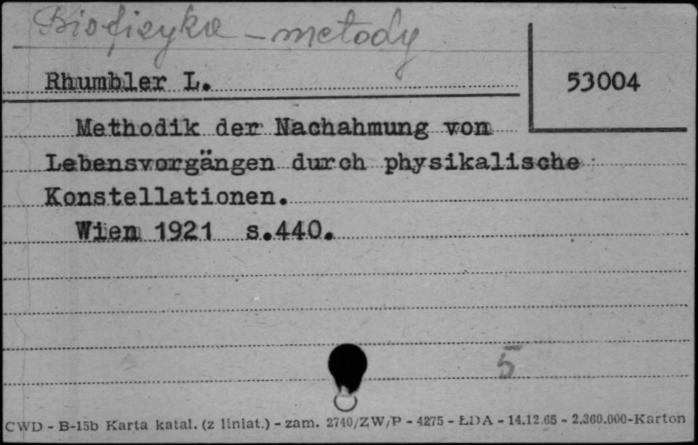 Biofizyka - metody
Rhumbler L.
53004
Methodik der Nachahmung von
Lebensvorgängen durch physikalische
Konstellationen.
Wien 1921 s.440.
5
CWD - B-15b Karta katal. (z liniat.) - zam. 2740/ZW/P - 4275 - ŁDA - 14.12.65 - 2.360.000-Karton